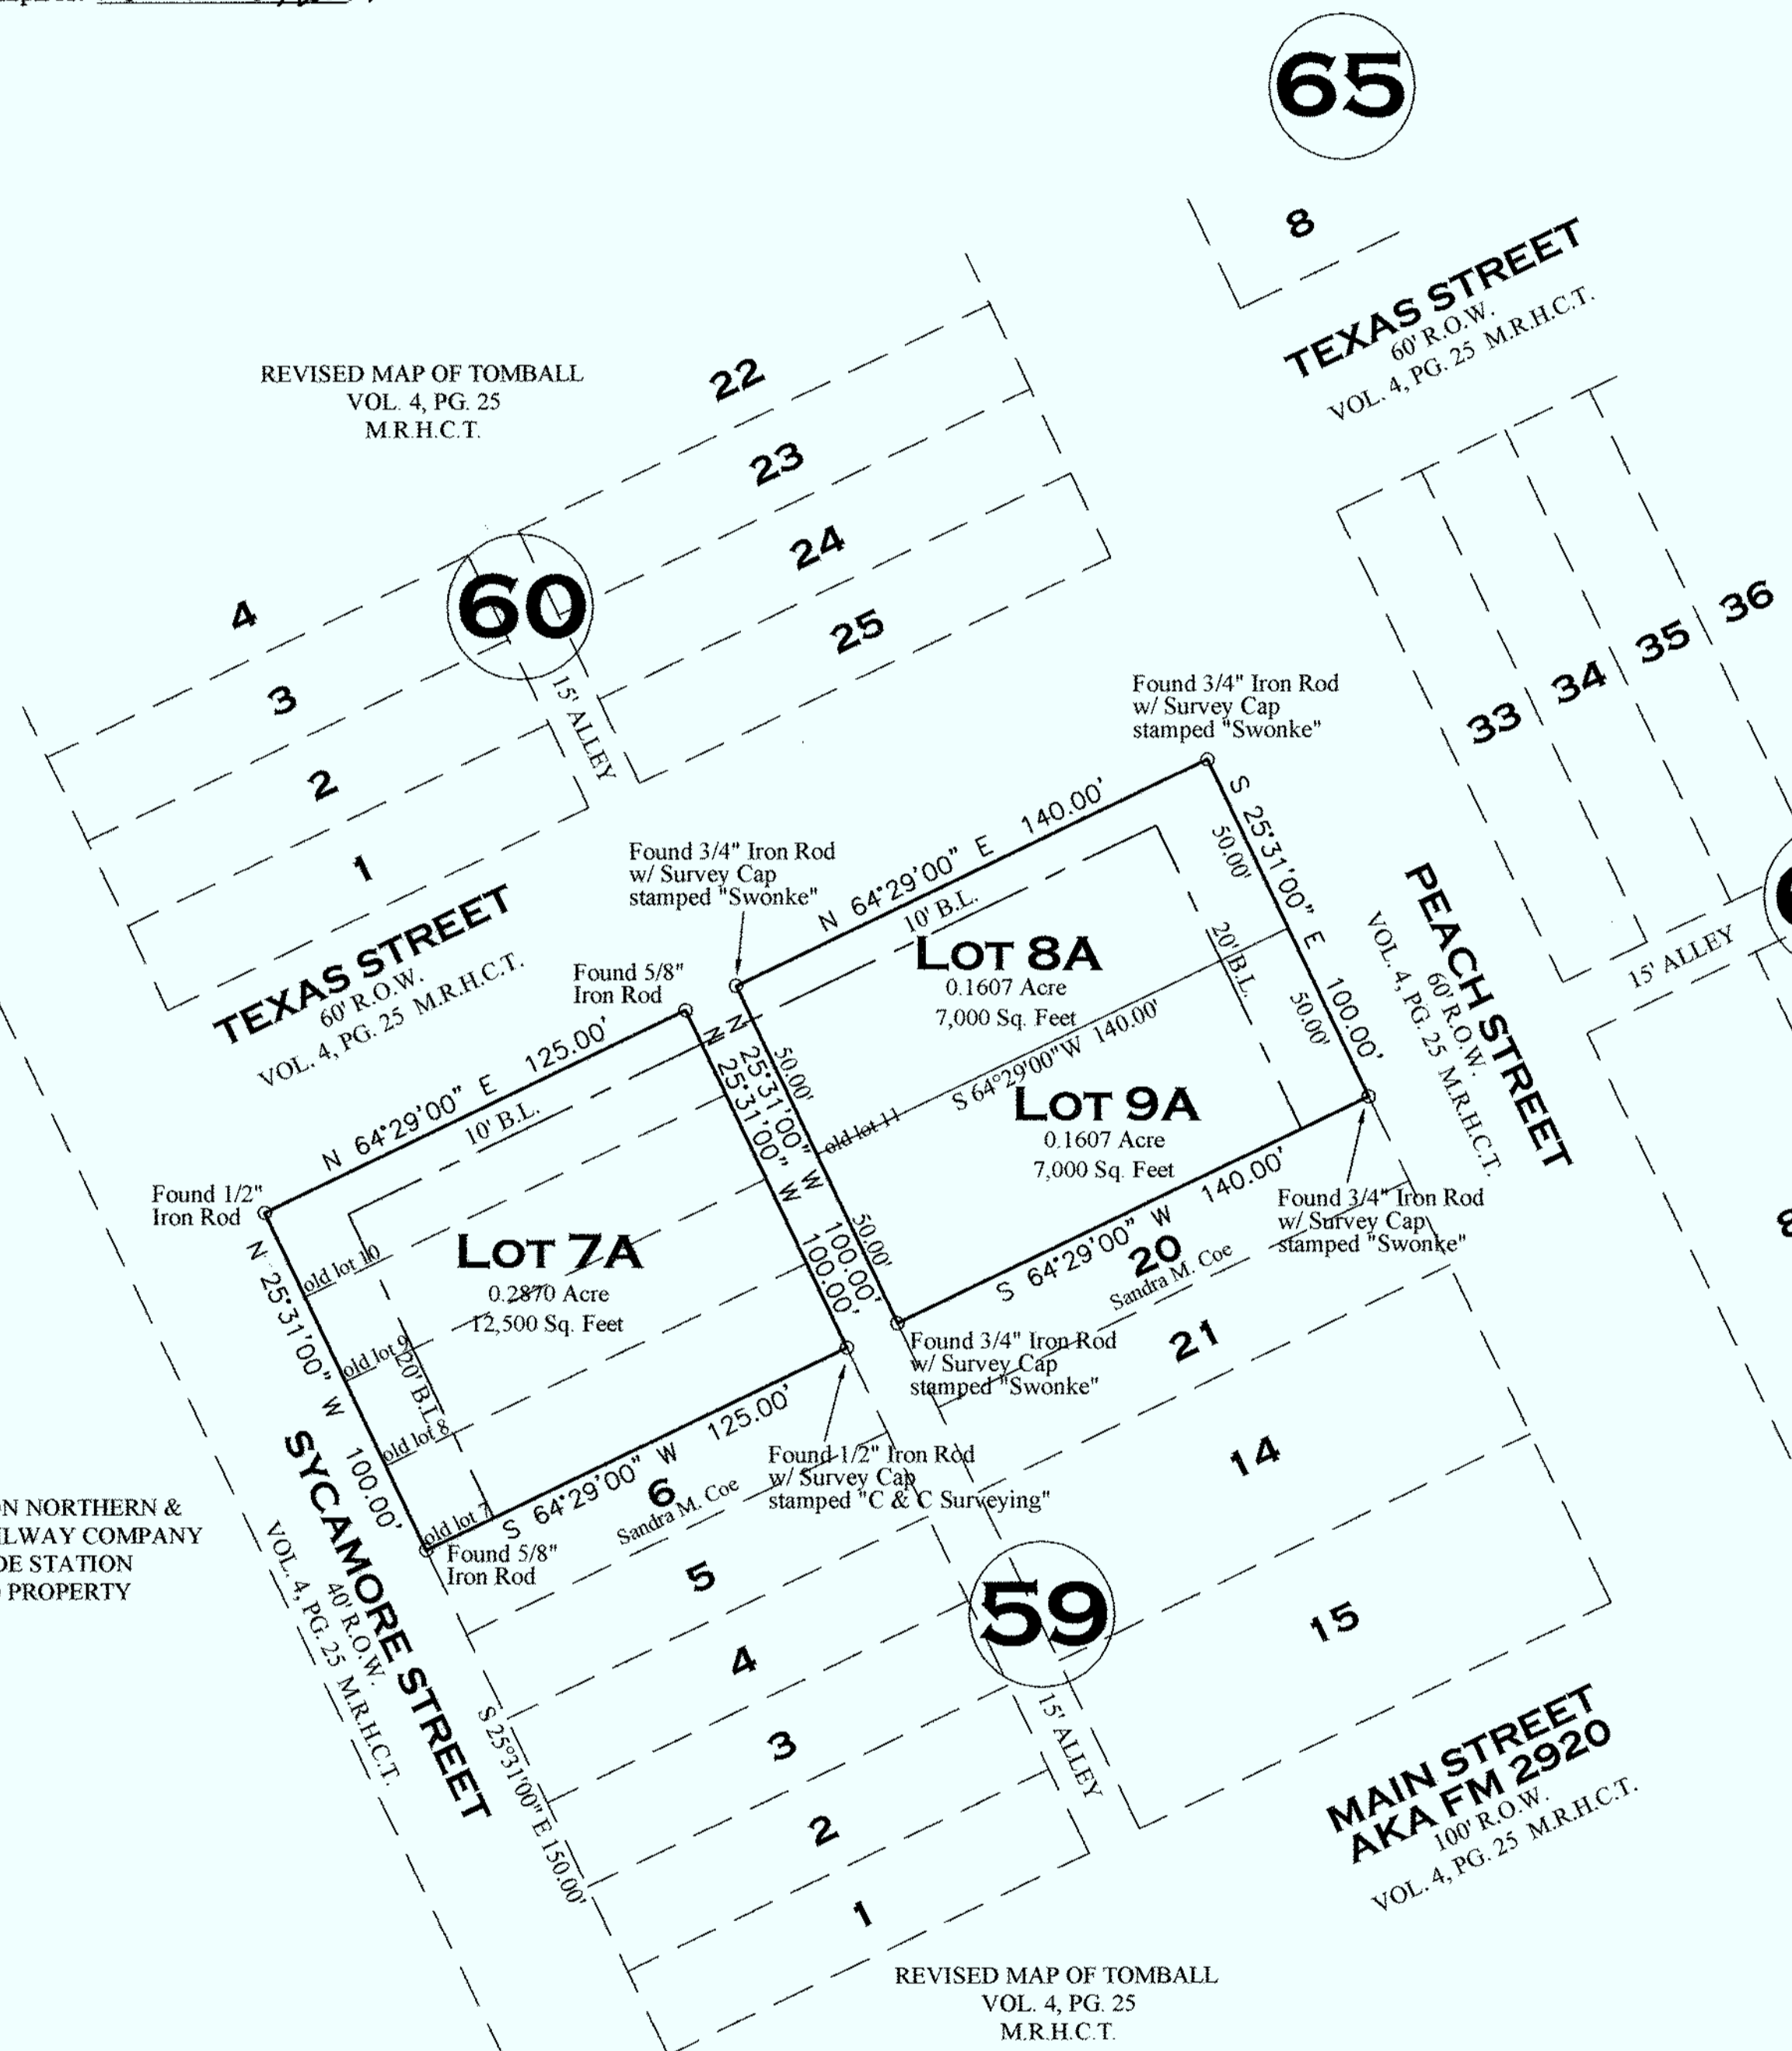 65
8
TEXAS STREET
60' R.O.W.
VOL. 4, PG. 25 M.R.H.C.T.
REVISED MAP OF TOMBALL
VOL. 4, PG. 25
M.R.H.C.T.
22
23
24
25
60
4
3
2
1
15' ALLEY
33
34
35
36
15' ALLEY
TEXAS STREET
60' R.O.W.
VOL. 4, PG. 25 M.R.H.C.T.
Found 3/4" Iron Rod
w/ Survey Cap
stamped "Swonke"
Found 3/4" Iron Rod
w/ Survey Cap
stamped "Swonke"
Found 5/8"
Iron Rod
N 64°29'00" E 140.00'
10' B.L.
S 25°31'00" E 100.00'
50.00'
50.00'
20' B.L.
LOT 8A
0.1607 Acre
7,000 Sq. Feet
S 64°29'00"W 140.00'
old lot 11
LOT 9A
0.1607 Acre
7,000 Sq. Feet
PEACH STREET
60' R.O.W.
VOL. 4, PG. 25 M.R.H.C.T.
N 64°29'00" E 125.00'
10' B.L.
N 25°31'00" W 100.00'
50.00'
50.00'
N 25°31'00" W 100.00'
Found 1/2"
Iron Rod
LOT 7A
0.2870 Acre
12,500 Sq. Feet
old lot 10
old lot 9
old lot 8
old lot 7
20' B.L.
N 25°31'00" W 100.00'
S 64°29'00" W 140.00'
20
Sandra M. Coe
Found 3/4" Iron Rod
w/ Survey Cap
stamped "Swonke"
Found 3/4" Iron Rod
w/ Survey Cap
stamped "Swonke"
21
S 64°29'00" W 125.00'
6
Sandra M. Coe
Found 1/2" Iron Rod
w/ Survey Cap
stamped "C & C Surveying"
Found 5/8"
Iron Rod
14
15
59
5
4
3
2
1
15' ALLEY
SYCAMORE STREET
40' R.O.W.
VOL. 4, PG. 25 M.R.H.C.T.
S 25°31'00" E 150.00'
NORTHERN &
COMPANY
STATION
PROPERTY
MAIN STREET
AKA FM 2920
100' R.O.W.
VOL. 4, PG. 25 M.R.H.C.T.
REVISED MAP OF TOMBALL
VOL. 4, PG. 25
M.R.H.C.T.